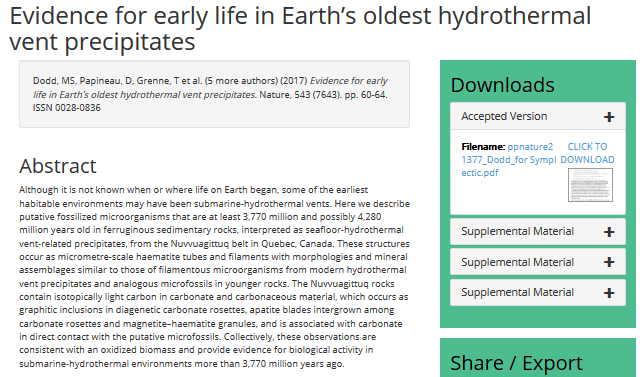 Evidence for early life in Earth's oldest hydrothermal
vent precipitates
Dodd, MS, Papineau, D, Grenne, T et al. (5 more authors) (2017) Evidence for early
life in Earth's oldest hydrothermal vent precipitates. Nature, 543 (7643). pp. 60-64.
ISSN 0028-0836
Abstract
Although it is not known when or where life on Earth began, some of the earliest
habitable environments may have been submarine-hydrothermal vents. Here we describe
putative fossilized microorganisms that are at least 3,770 million and possibly 4,280
million years old in ferruginous sedimentary rocks, interpreted as seafloor-hydrothermal
vent-related precipitates, from the Nuvvuagittuq belt in Quebec, Canada. These structures
occur as micrometre-scale haematite tubes and filaments with morphologies and mineral
assemblages similar to those of filamentous microorganisms from modern hydrothermal
vent precipitates and analogous microfossils in younger rocks. The Nuvvuagittuq rocks
contain isotopically light carbon in carbonate and carbonaceous material, which occurs as
graphitic inclusions in diagenetic carbonate rosettes, apatite blades intergrown among
carbonate rosettes and magnetite–haematite granules, and is associated with carbonate
in direct contact with the putative microfossils. Collectively, these observations are
consistent with an oxidized biomass and provide evidence for biological activity in
submarine-hydrothermal environments more than 3,770 million years ago.
Downloads
Accepted Version +
Filename: ppnature2
1377_Dodd_for Sympl
ectic.pdf
CLICK TO
DOWNLOAD
Supplemental Material +
Supplemental Material +
Supplemental Material +
Share / Export